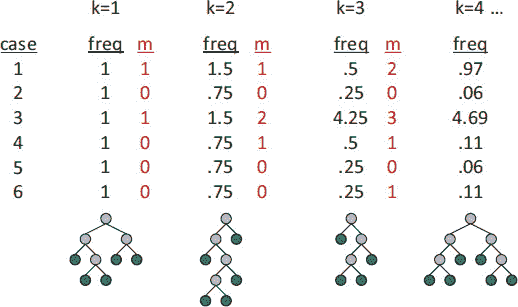 k=1 k=2 k=3 k=4 ...
case freq m freq m freq m freq
1 1 1 1.5 1 .5 2 .97
2 1 0 .75 0 .25 0 .06
3 1 1 1.5 2 4.25 3 4.69
4 1 0 .75 1 .5 1 .11
5 1 0 .75 0 .25 0 .06
6 1 0 .75 0 .25 1 .11